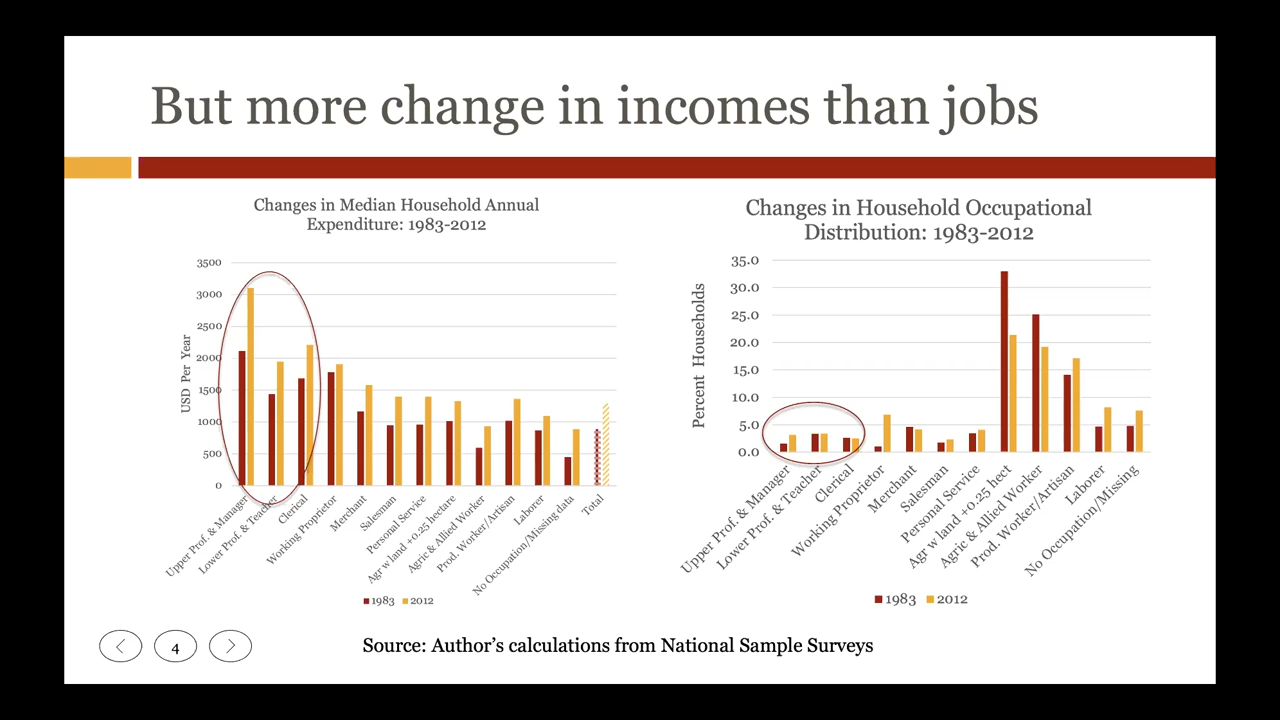 But more change in incomes than jobs
Changes in Median Household Annual
Expenditure: 1983-2012
USD Per Year
3500
3000
2500
2000
1500
1000
500
0
Upper Prof. & Manager
Lower Prof. & Teacher
Clerical
Working Proprietor
Merchant
Salesman
Personal Service
Agr w land +0.25 hectare
Agric & Allied Worker
Prod. Worker/Artisan
Laborer
No Occupation/Missing data
Total
1983 2012
Changes in Household Occupational
Distribution: 1983-2012
Percent Households
35.0
30.0
25.0
20.0
15.0
10.0
5.0
0.0
Upper Prof. & Manager
Lower Prof. & Teacher
Clerical
Working Proprietor
Merchant
Salesman
Personal Service
Agr w land +0.25 hect
Agric & Allied Worker
Prod. Worker/Artisan
Laborer
No Occupation/Missing
1983 2012
4
Source: Author's calculations from National Sample Surveys